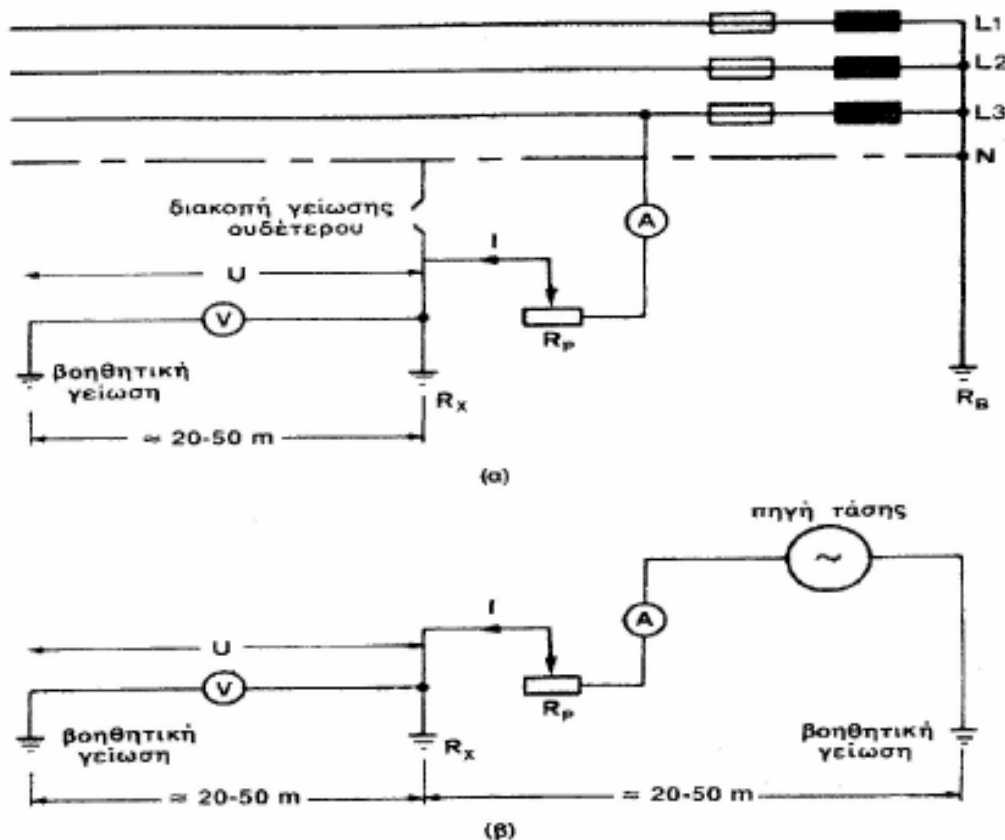 L1
L2
L3
N
διακοπή γείωσης
ουδέτερου
A
I
U
V
R_P
βοηθητική
γείωση
R_X
R_B
≈ 20-50 m
(α)
πηγή τάσης
~
A
I
U
V
R_P
βοηθητική
γείωση
R_X
βοηθητική
γείωση
≈ 20-50 m
≈ 20-50 m
(β)